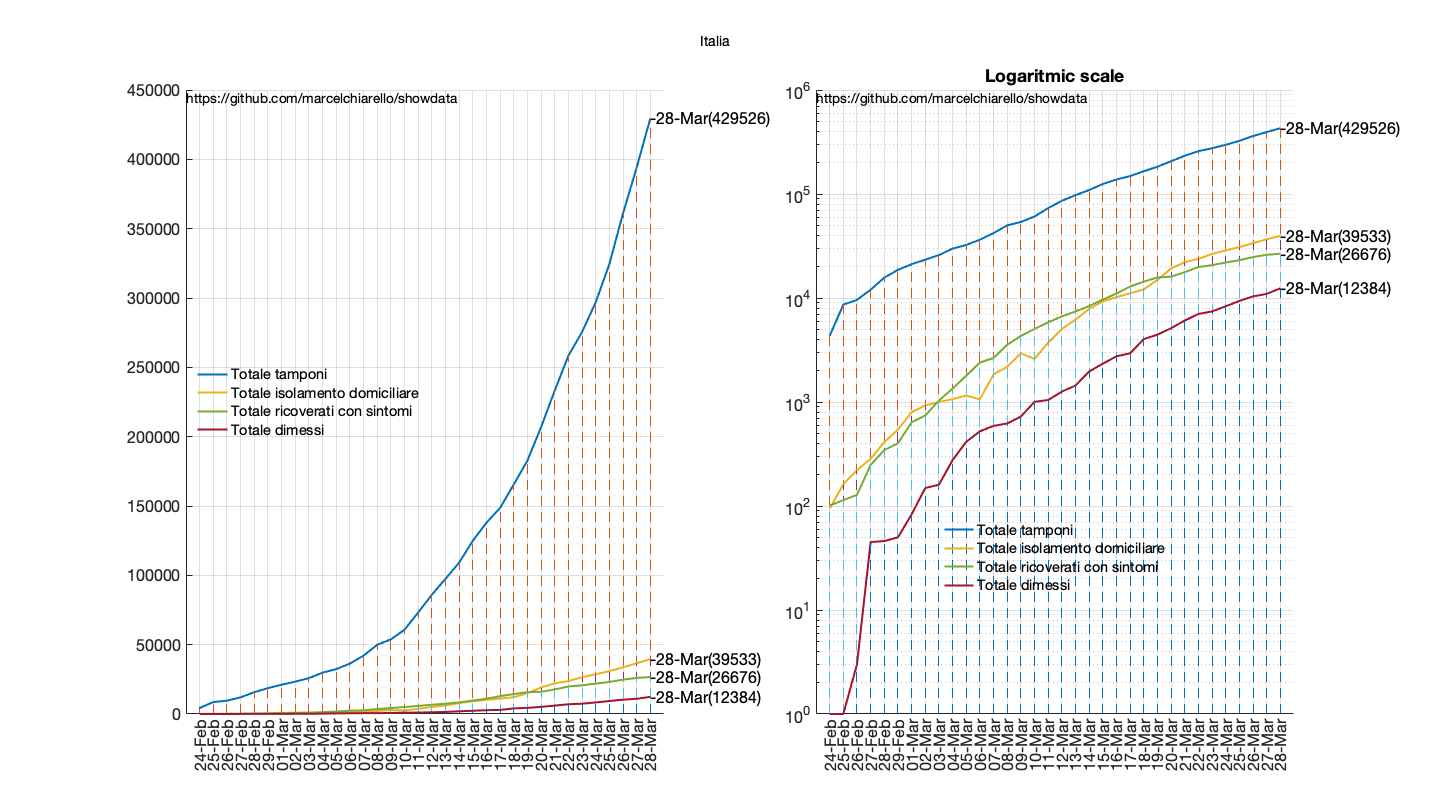 Italia
450000
400000
350000
300000
250000
200000
150000
100000
50000
0
https://github.com/marcelchiarello/showdata
28-Mar(429526)
Totale tamponi
Totale isolamento domiciliare
Totale ricoverati con sintomi
Totale dimessi
28-Mar(39533)
28-Mar(26676)
28-Mar(12384)
24-Feb
25-Feb
26-Feb
27-Feb
28-Feb
29-Feb
01-Mar
02-Mar
03-Mar
04-Mar
05-Mar
06-Mar
07-Mar
08-Mar
09-Mar
10-Mar
11-Mar
12-Mar
13-Mar
14-Mar
15-Mar
16-Mar
17-Mar
18-Mar
19-Mar
20-Mar
21-Mar
22-Mar
23-Mar
24-Mar
25-Mar
26-Mar
27-Mar
28-Mar
Logaritmic scale
10^6
10^5
10^4
10^3
10^2
10^1
10^0
https://github.com/marcelchiarello/showdata
28-Mar(429526)
28-Mar(39533)
28-Mar(26676)
28-Mar(12384)
Totale tamponi
Totale isolamento domiciliare
Totale ricoverati con sintomi
Totale dimessi
24-Feb
25-Feb
26-Feb
27-Feb
28-Feb
29-Feb
01-Mar
02-Mar
03-Mar
04-Mar
05-Mar
06-Mar
07-Mar
08-Mar
09-Mar
10-Mar
11-Mar
12-Mar
13-Mar
14-Mar
15-Mar
16-Mar
17-Mar
18-Mar
19-Mar
20-Mar
21-Mar
22-Mar
23-Mar
24-Mar
25-Mar
26-Mar
27-Mar
28-Mar